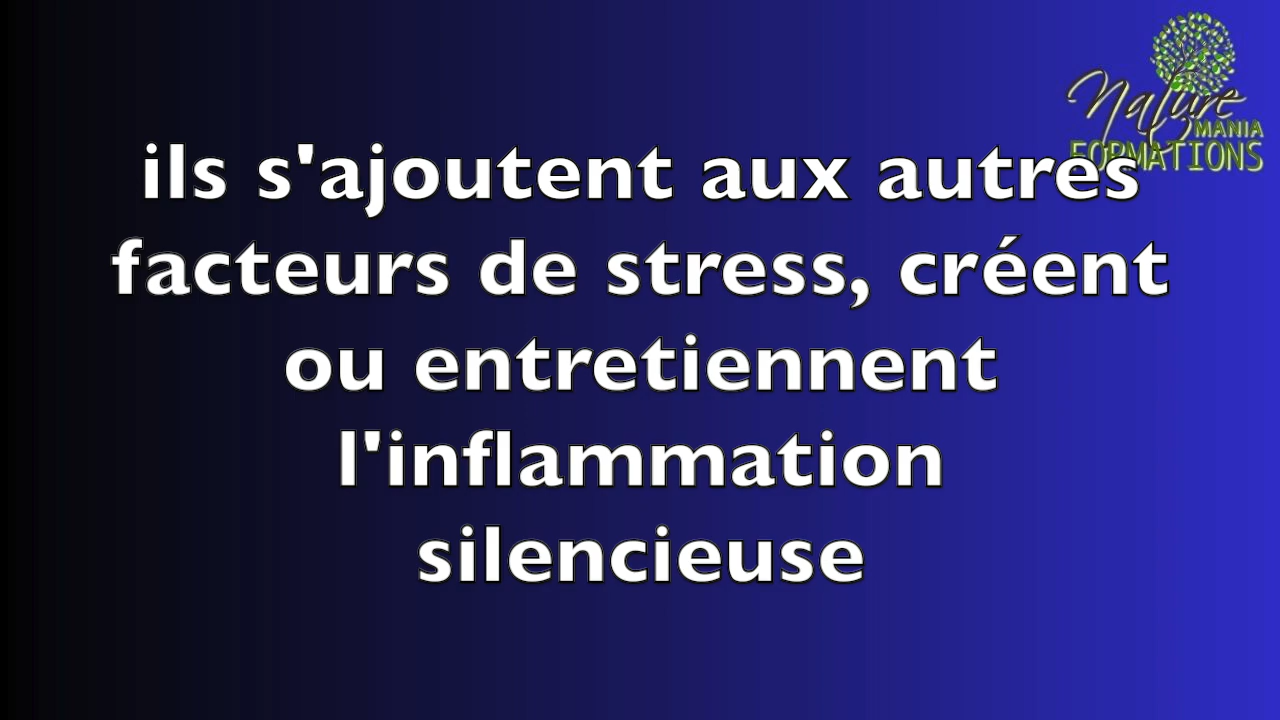 Nature
MANIA
FORMATIONS
ils s'ajoutent aux autres
facteurs de stress, créent
ou entretiennent
l'inflammation
silencieuse